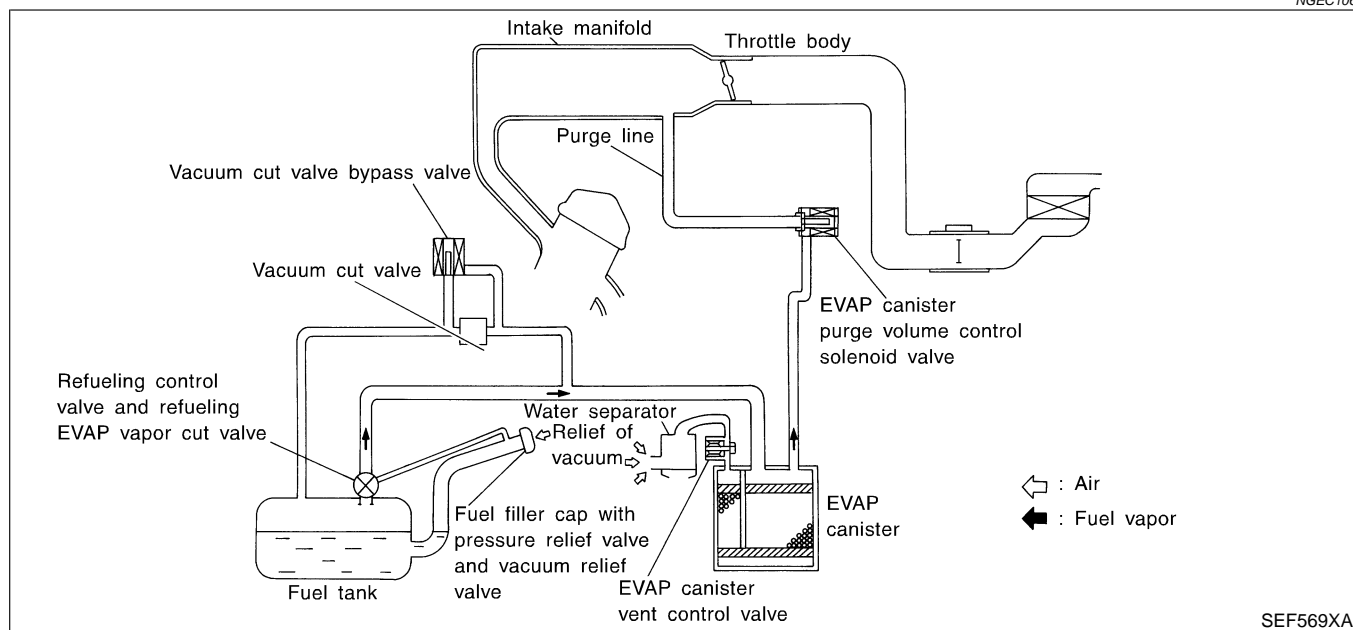 NGEC106
Intake manifold
Throttle body
Purge line
Vacuum cut valve bypass valve
Vacuum cut valve
EVAP canister
purge volume control
solenoid valve
Refueling control
valve and refueling
EVAP vapor cut valve
Water separator
Relief of
vacuum
: Air
: Fuel vapor
EVAP
canister
Fuel filler cap with
pressure relief valve
and vacuum relief
valve
Fuel tank
EVAP canister
vent control valve
SEF569XA